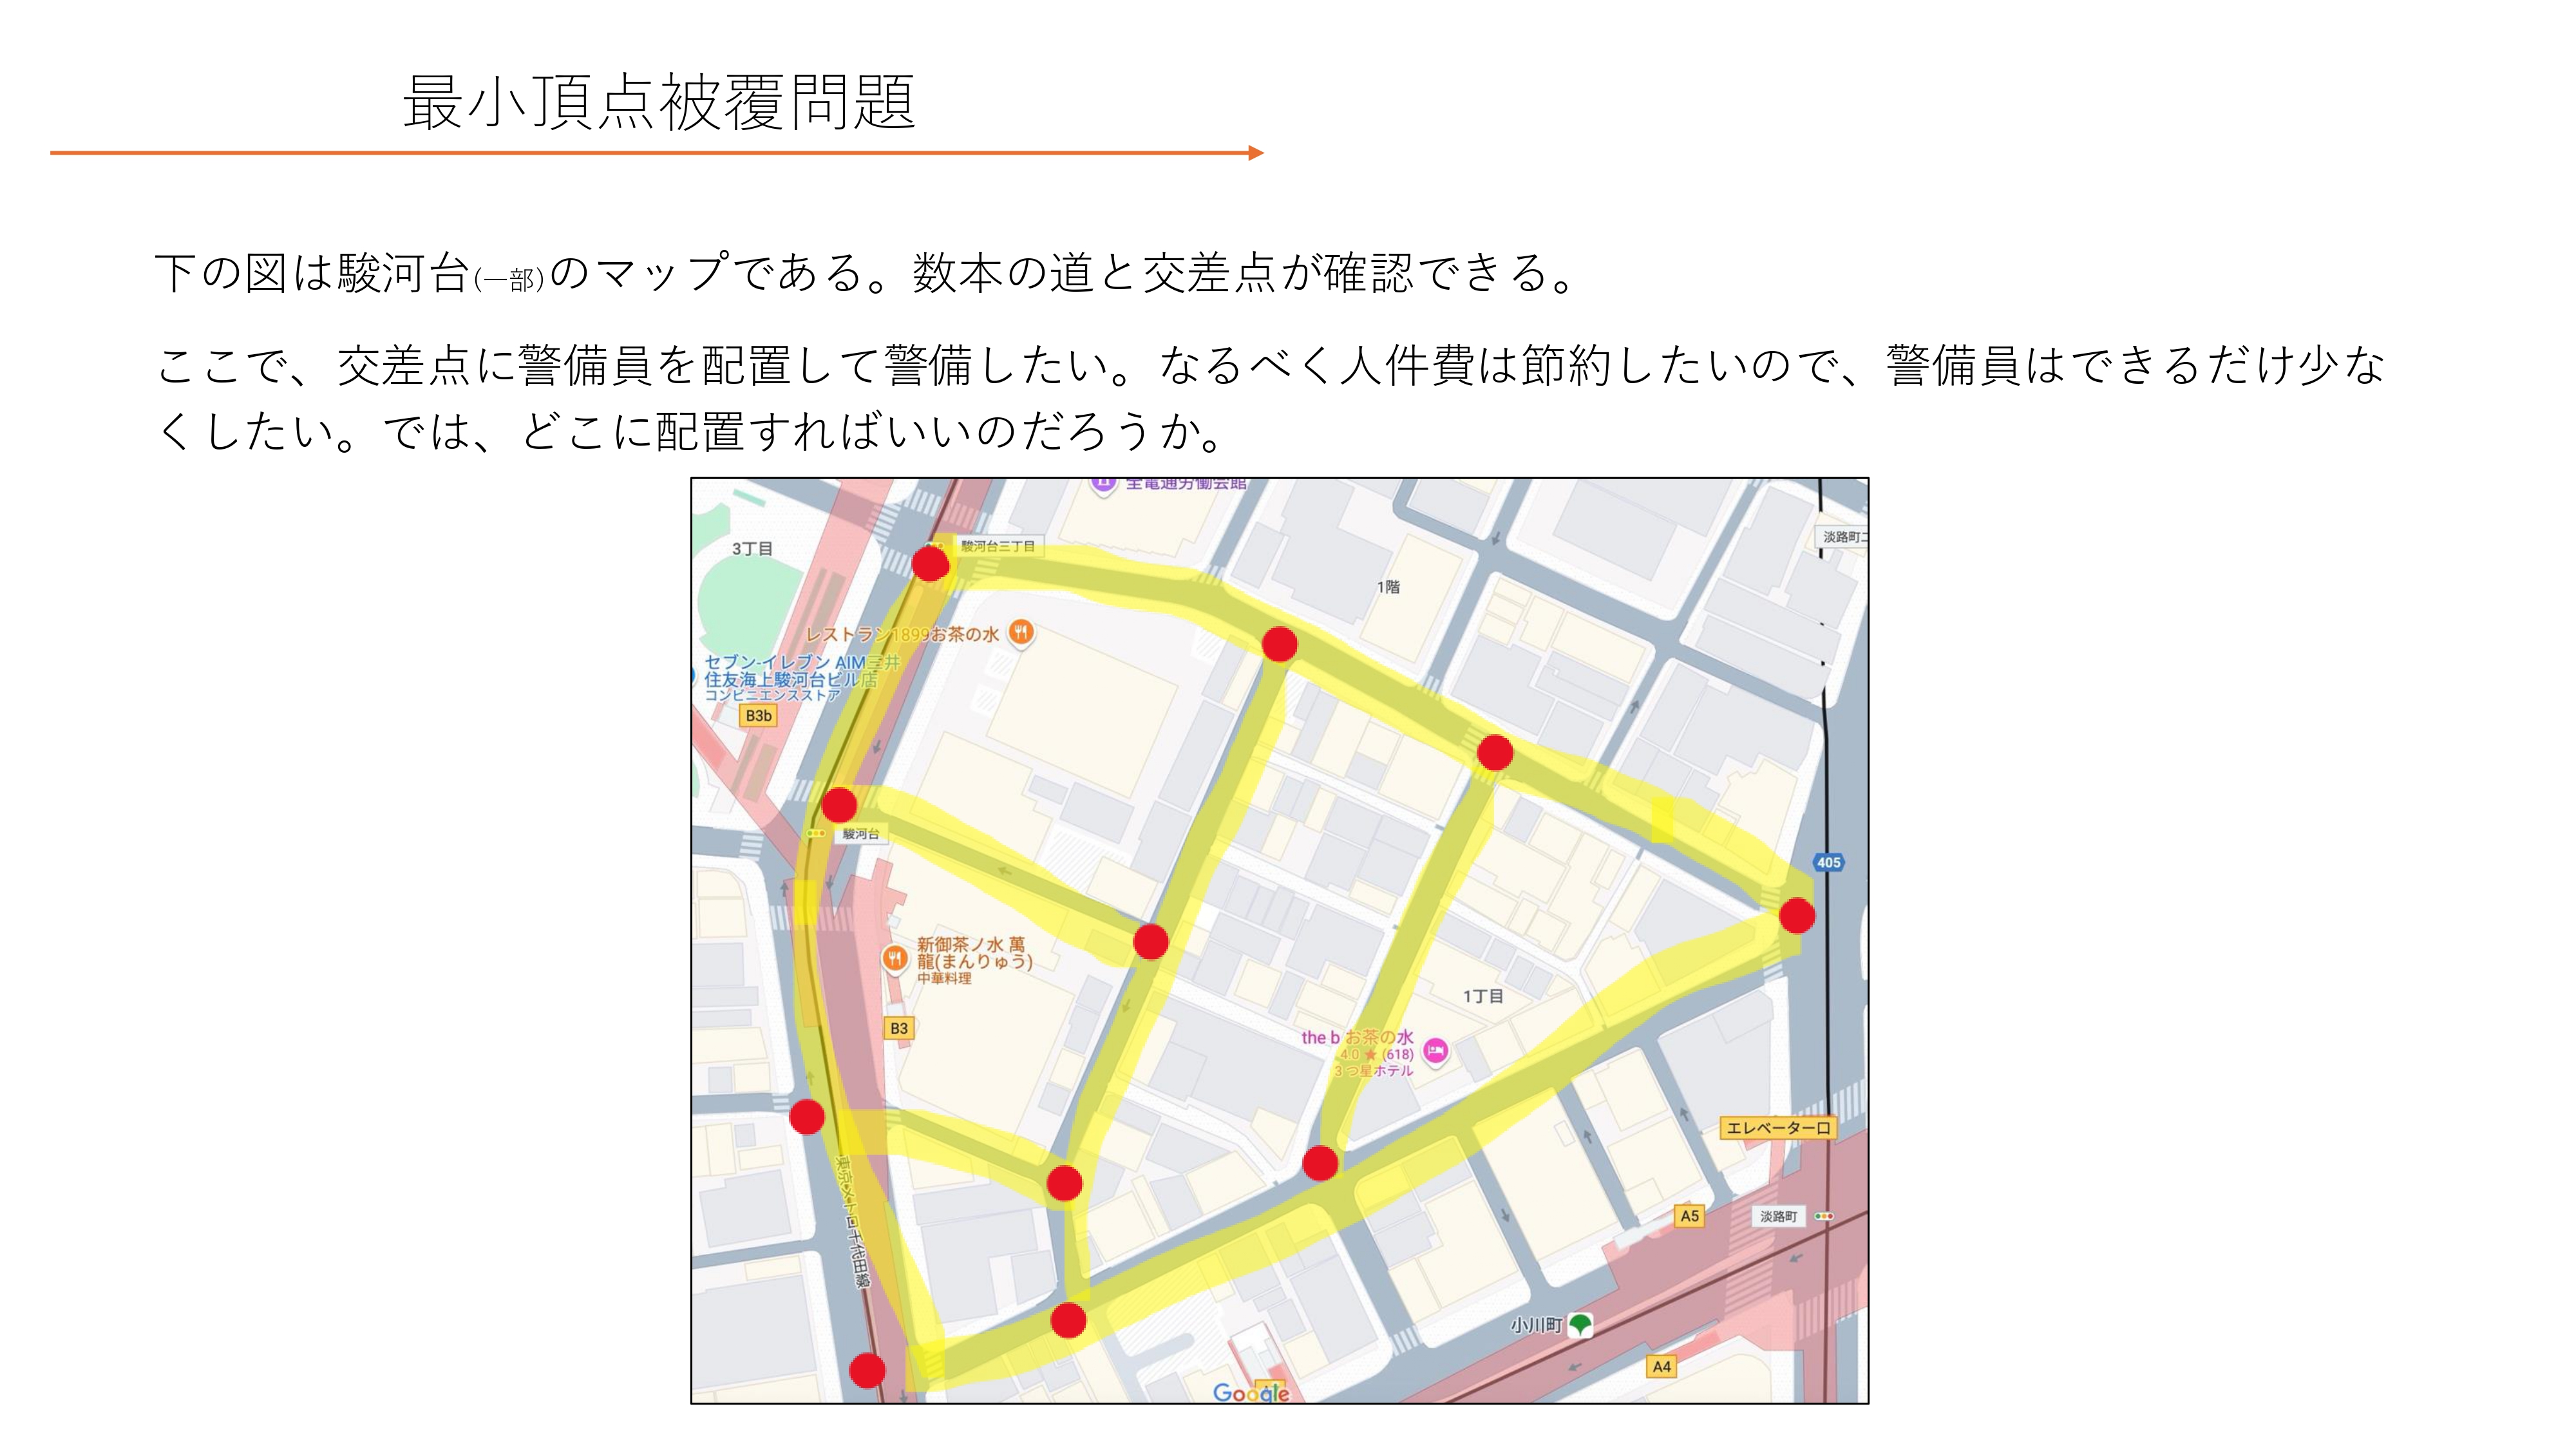 最小頂点被覆問題
下の図は駿河台(一部)のマップである。数本の道と交差点が確認できる。
ここで、交差点に警備員を配置して警備したい。なるべく人件費は節約したいので、警備員はできるだけ少な
くしたい。では、どこに配置すればいいのだろうか。
全電通労働会館
3丁目
駿河台三丁目
淡路町二
1階
レストラン1899お茶の水
セブン-イレブン AIM三井
住友海上駿河台ビル店
コンビニエンスストア
B3b
駿河台
405
新御茶ノ水 萬
龍(まんりゅう)
中華料理
1丁目
B3
the b お茶の水
4.0 ★ (618)
3 つ星ホテル
エレベーター口
東京メトロ千代田線
A5
淡路町
小川町
A4
Google